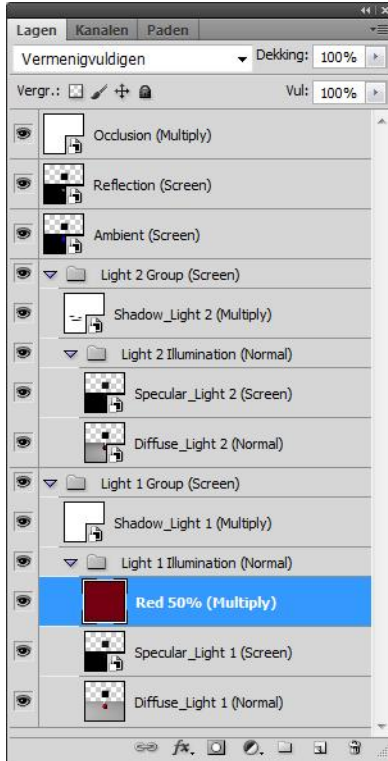 Lagen Kanalen Paden
Vermenigvuldigen Dekking: 100%
Vergr.: Vul: 100%
Occlusion (Multiply)
Reflection (Screen)
Ambient (Screen)
Light 2 Group (Screen)
Shadow_Light 2 (Multiply)
Light 2 Illumination (Normal)
Specular_Light 2 (Screen)
Diffuse_Light 2 (Normal)
Light 1 Group (Screen)
Shadow_Light 1 (Multiply)
Light 1 Illumination (Normal)
Red 50% (Multiply)
Specular_Light 1 (Screen)
Diffuse_Light 1 (Normal)
fx.